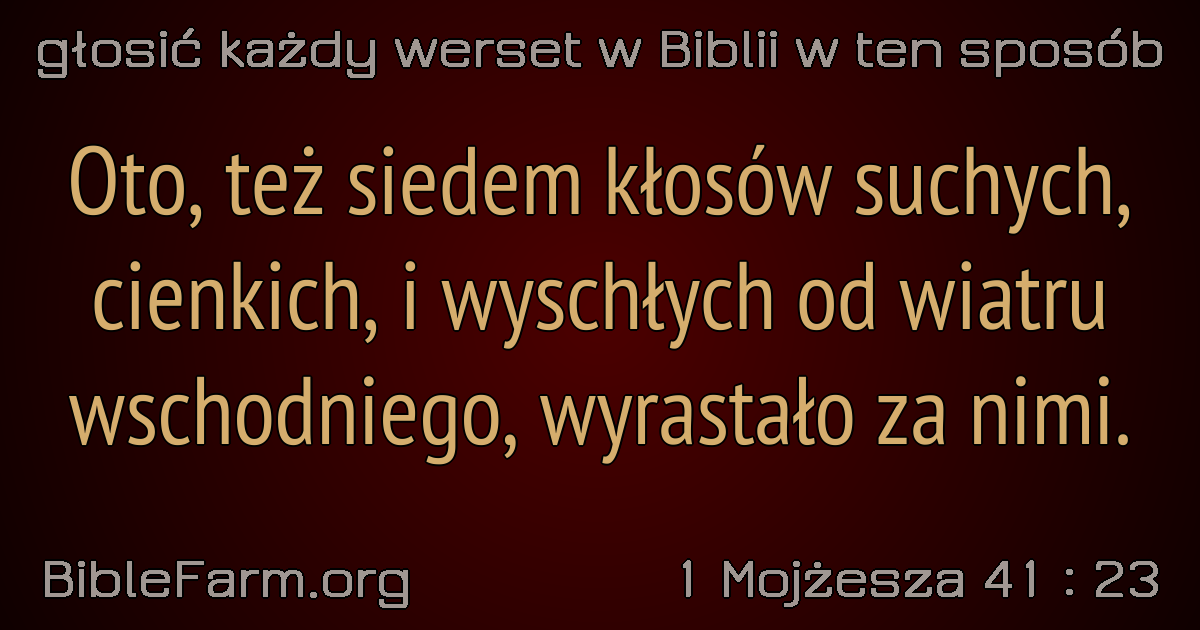 głosić każdy werset w Biblii w ten sposób
Oto, też siedem kłosów suchych,
cienkich, i wyschłych od wiatru
wschodniego, wyrastało za nimi.
BibleFarm.org
1 Mojżesza 41 : 23